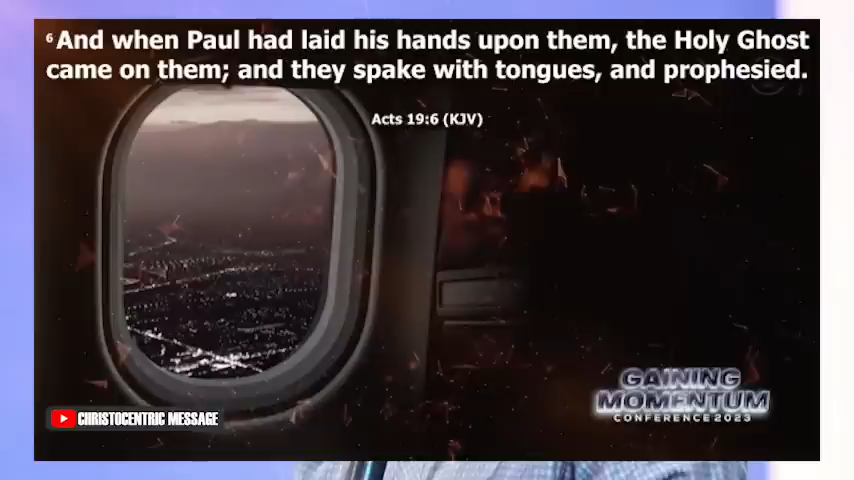 6 And when Paul had laid his hands upon them, the Holy Ghost
came on them; and they spake with tongues, and prophesied.
Acts 19:6 (KJV)
GAINING
MOMENTUM
CONFERENCE 2023
CHRISTOCENTRIC MESSAGE